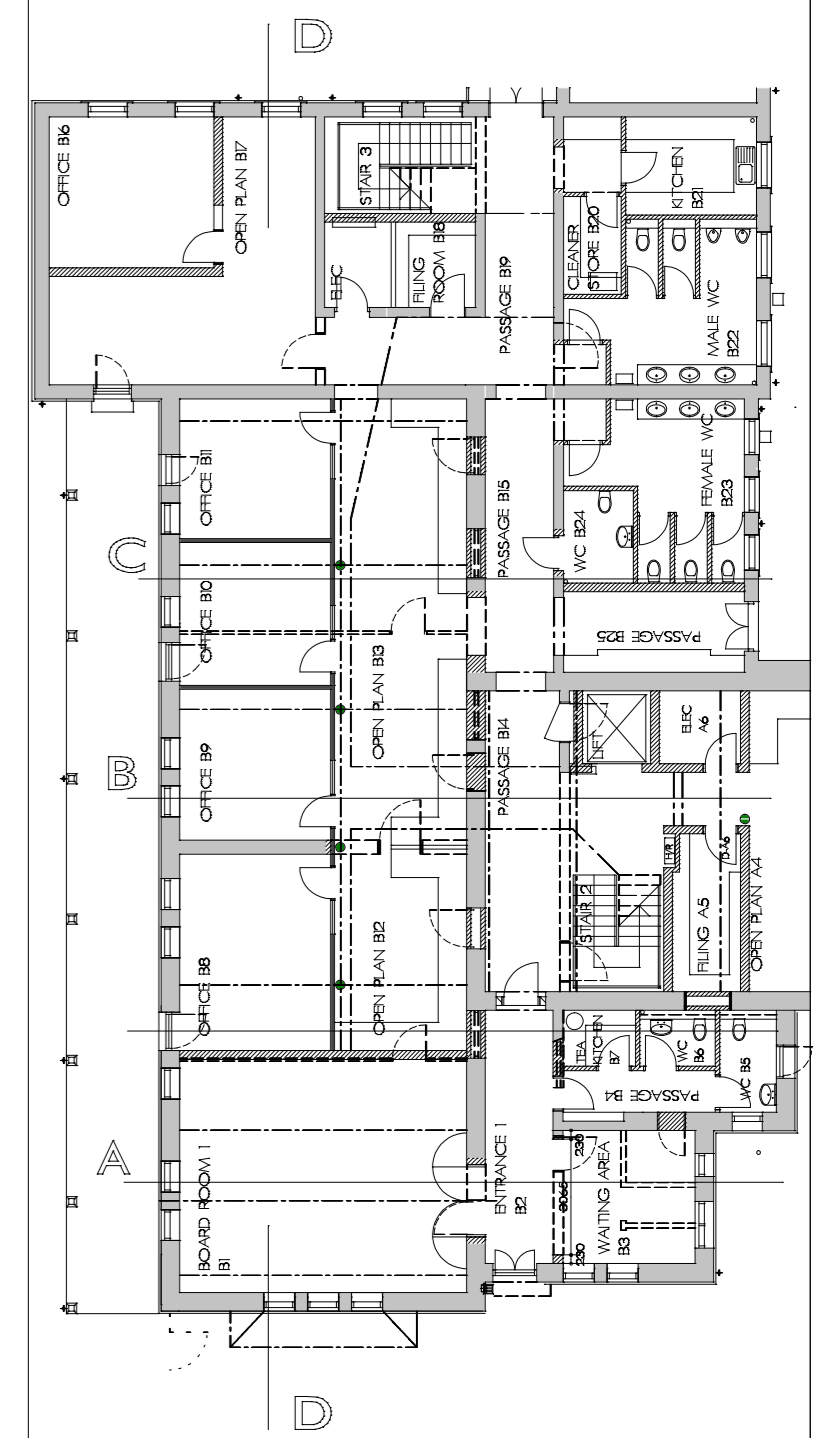 D
OFFICE B16
OPEN PLAN B17
STAIR 3
ELEC
FILING
ROOM B18
PASSAGE B19
CLEANER
STORE B20
KITCHEN
B21
MALE WC
B22
OFFICE B11
PASSAGE B15
WC B24
FEMALE WC
B23
C
OFFICE B10
OPEN PLAN B13
PASSAGE B25
B
OFFICE B9
PASSAGE B14
LIFT
ELEC
A6
H/R
D-A6
OFFICE B8
OPEN PLAN B12
STAIR 2
FILING A5
OPEN PLAN A4
TEA
KITCHEN
B7
WC
B6
WC B5
PASSAGE B4
A
BOARD ROOM 1
B1
ENTRANCE 1
B2
230
3065
230
WAITING AREA
B3
D